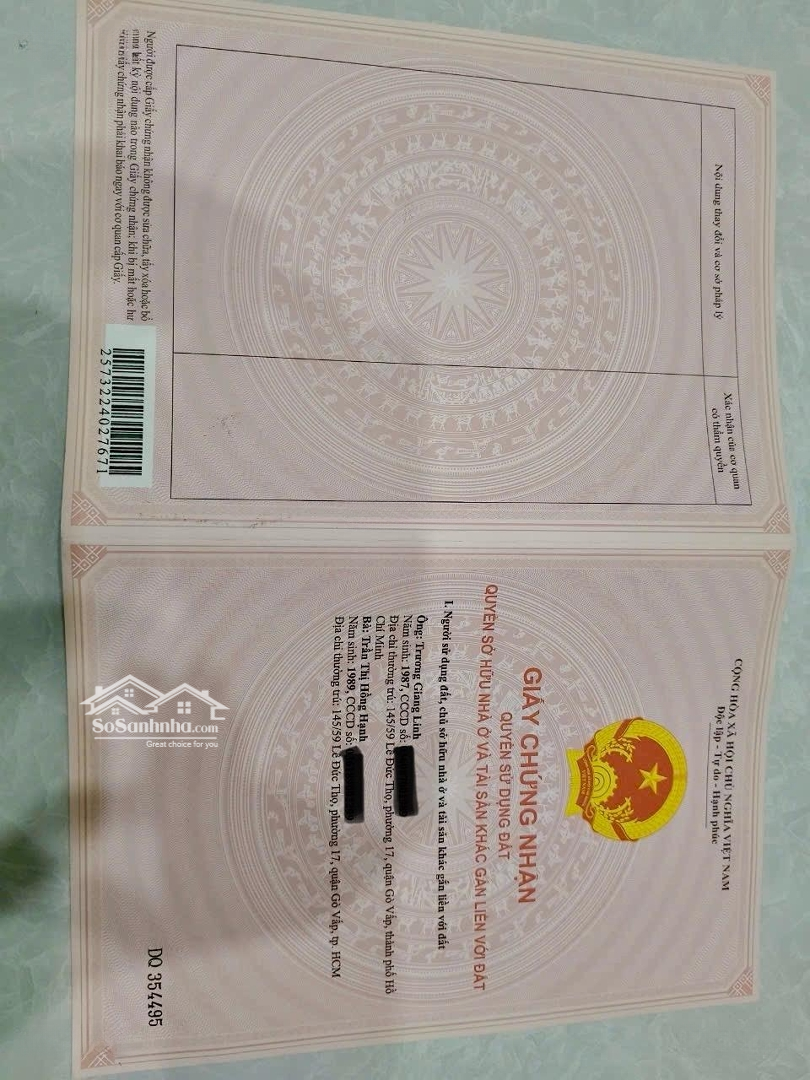 CỘNG HÒA XÃ HỘI CHỦ NGHĨA VIỆT NAM
Độc lập - Tự do - Hạnh phúc
GIẤY CHỨNG NHẬN
QUYỀN SỬ DỤNG ĐẤT
QUYỀN SỞ HỮU NHÀ Ở VÀ TÀI SẢN KHÁC GẮN LIỀN VỚI ĐẤT
I. Người sử dụng đất, chủ sở hữu nhà ở và tài sản khác gắn liền với đất
Ông: Trương Giang Linh
Năm sinh: 1987, CCCD số:
Địa chỉ thường trú: 145/59 Lê Đức Thọ, phường 17, quận Gò Vấp, thành phố Hồ
Chí Minh
Bà: Trần Thị Hồng Hạnh
Năm sinh: 1989, CCCD số:
Địa chỉ thường trú: 145/59 Lê Đức Thọ, phường 17, quận Gò Vấp, tp. HCM
DQ 354495
Nội dung thay đổi và cơ sở pháp lý
Xác nhận của cơ quan
có thẩm quyền
Người được cấp Giấy chứng nhận không được sửa chữa, tẩy xóa hoặc bổ
sung bất kỳ nội dung nào trong Giấy chứng nhận; khi bị mất hoặc hư
hỏng Giấy chứng nhận phải khai báo ngay với cơ quan cấp Giấy.
2573224027671
SoSanhnha.com
Great choice for you